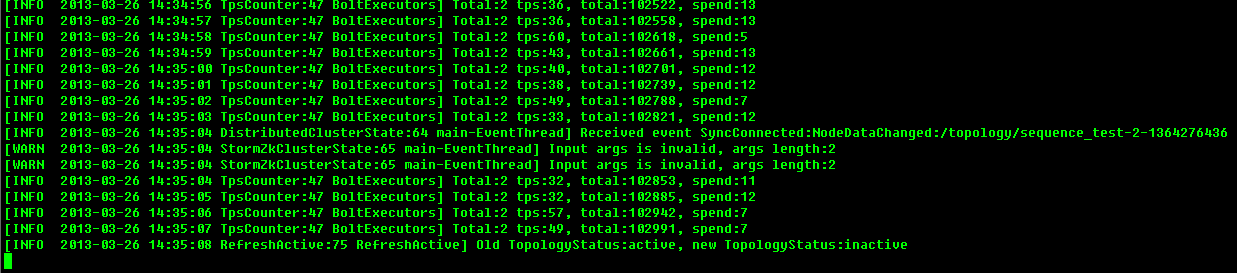 [INFO  2013-03-26 14:34:56 TpsCounter:47 BoltExecutors] Total:2 tps:36, total:102522, spend:13
[INFO  2013-03-26 14:34:57 TpsCounter:47 BoltExecutors] Total:2 tps:36, total:102558, spend:13
[INFO  2013-03-26 14:34:58 TpsCounter:47 BoltExecutors] Total:2 tps:60, total:102618, spend:5
[INFO  2013-03-26 14:34:59 TpsCounter:47 BoltExecutors] Total:2 tps:43, total:102661, spend:13
[INFO  2013-03-26 14:35:00 TpsCounter:47 BoltExecutors] Total:2 tps:40, total:102701, spend:12
[INFO  2013-03-26 14:35:01 TpsCounter:47 BoltExecutors] Total:2 tps:38, total:102739, spend:12
[INFO  2013-03-26 14:35:02 TpsCounter:47 BoltExecutors] Total:2 tps:49, total:102788, spend:7
[INFO  2013-03-26 14:35:03 TpsCounter:47 BoltExecutors] Total:2 tps:33, total:102821, spend:12
[INFO  2013-03-26 14:35:04 DistributedClusterState:64 main-EventThread] Received event SyncConnected:NodeDataChanged:/topology/sequence_test-2-1364276436
[WARN  2013-03-26 14:35:04 StormZkClusterState:65 main-EventThread] Input args is invalid, args length:2
[WARN  2013-03-26 14:35:04 StormZkClusterState:65 main-EventThread] Input args is invalid, args length:2
[INFO  2013-03-26 14:35:04 TpsCounter:47 BoltExecutors] Total:2 tps:32, total:102853, spend:11
[INFO  2013-03-26 14:35:05 TpsCounter:47 BoltExecutors] Total:2 tps:32, total:102885, spend:12
[INFO  2013-03-26 14:35:06 TpsCounter:47 BoltExecutors] Total:2 tps:57, total:102942, spend:7
[INFO  2013-03-26 14:35:07 TpsCounter:47 BoltExecutors] Total:2 tps:49, total:102991, spend:7
[INFO  2013-03-26 14:35:08 RefreshActive:75 RefreshActive] Old TopologyStatus:active, new TopologyStatus:inactive